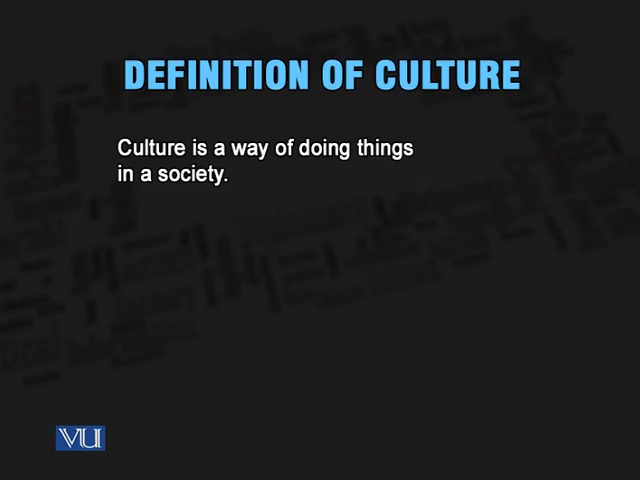 DEFINITION OF CULTURE
Culture is a way of doing things
in a society.
VU